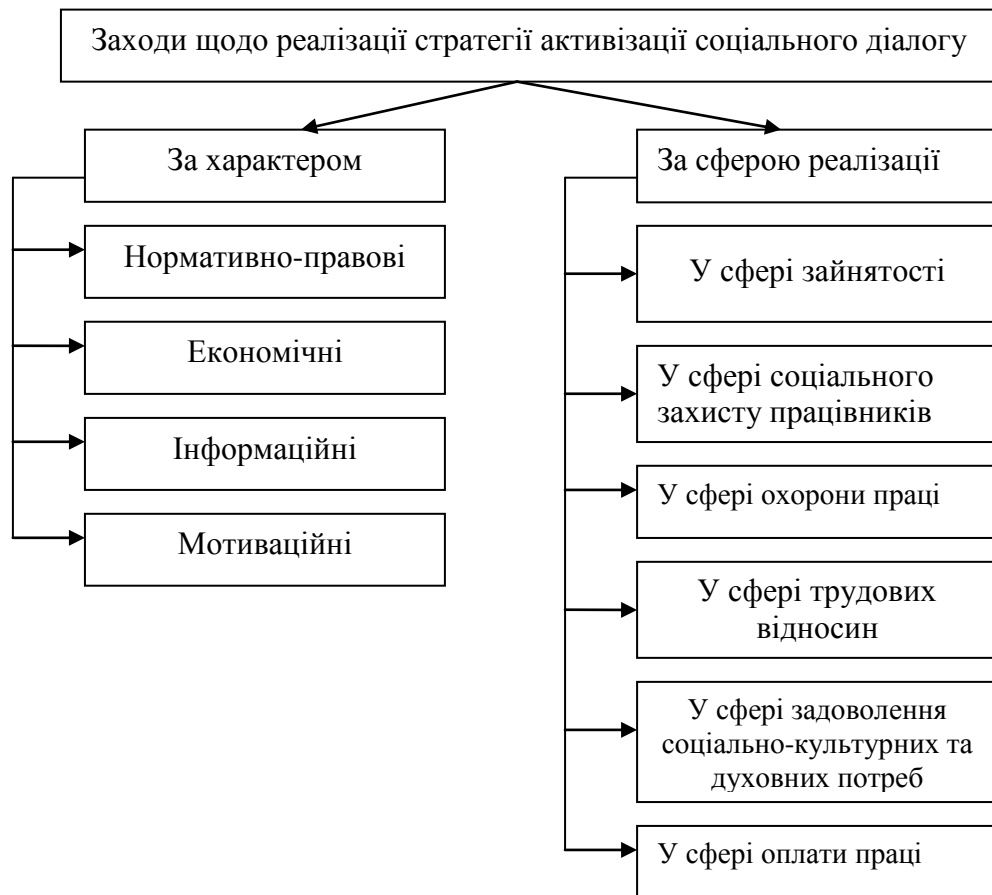 Заходи щодо реалізації стратегії активізації соціального діалогу
За характером
Нормативно-правові
Економічні
Інформаційні
Мотиваційні
За сферою реалізації
У сфері зайнятості
У сфері соціального
захисту працівників
У сфері охорони праці
У сфері трудових
відносин
У сфері задоволення
соціально-культурних та
духовних потреб
У сфері оплати праці